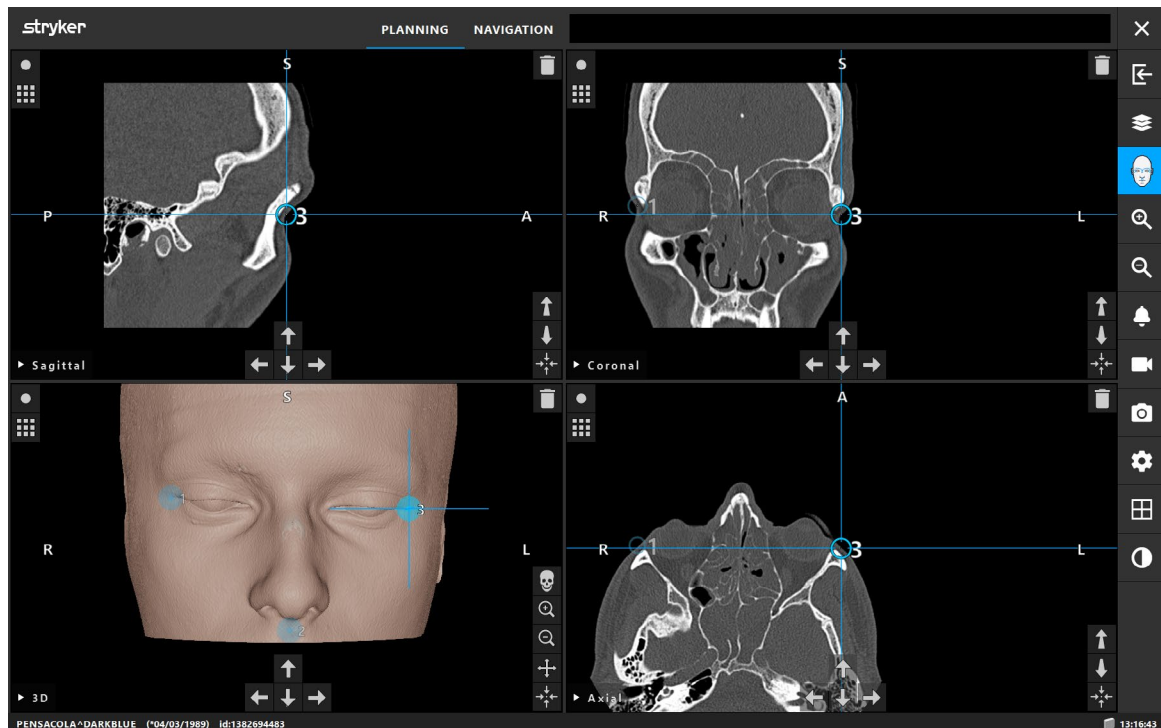 stryker
PLANNING NAVIGATION
S
P
A
3
Sagittal
S
R
L
1
3
Coronal
S
R
L
1
3
2
3D
A
R
L
1
3
Axial
PENSACOLA^DARKBLUE (*04/03/1989) id:1382694483
13:16:43